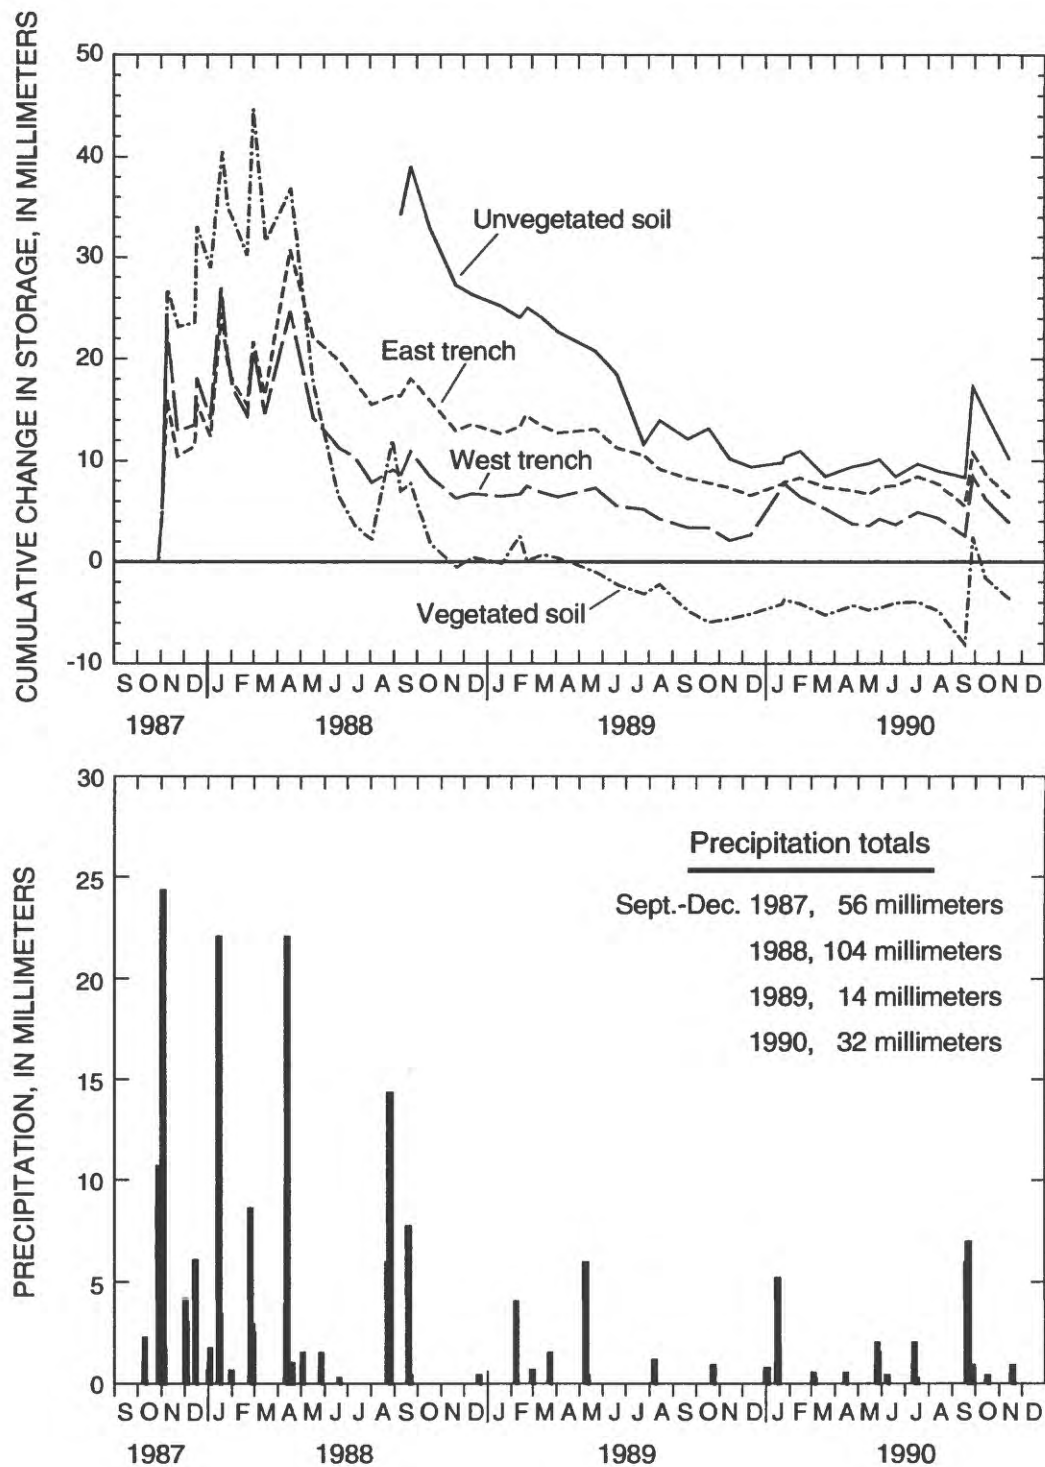 CUMULATIVE CHANGE IN STORAGE, IN MILLIMETERS
50
40
30
20
10
0
-10
Unvegetated soil
East trench
West trench
Vegetated soil
S O N D J F M A M J J A S O N D J F M A M J J A S O N D J F M A M J J A S O N D
1987 1988 1989 1990
PRECIPITATION, IN MILLIMETERS
30
25
20
15
10
5
0
Precipitation totals
Sept.-Dec. 1987, 56 millimeters
1988, 104 millimeters
1989, 14 millimeters
1990, 32 millimeters
S O N D J F M A M J J A S O N D J F M A M J J A S O N D J F M A M J J A S O N D
1987 1988 1989 1990